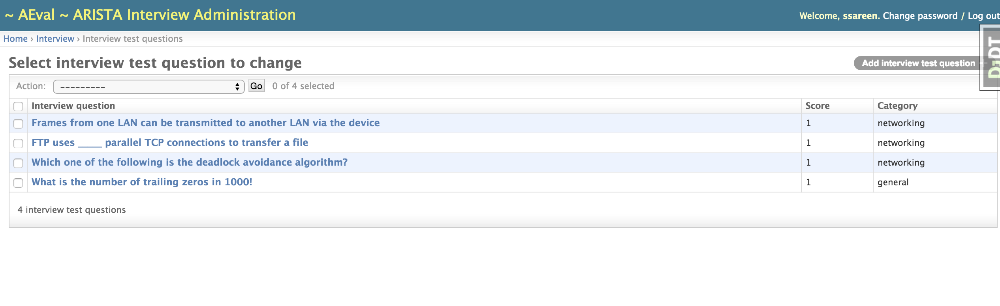 ~ AEval ~ ARISTA Interview Administration
Welcome, ssareen. Change password / Log out
Home › Interview › Interview test questions
Select interview test question to change
Add interview test question +
DjDT
Action: --------- Go 0 of 4 selected
Interview question Score Category
Frames from one LAN can be transmitted to another LAN via the device 1 networking
FTP uses _____ parallel TCP connections to transfer a file 1 networking
Which one of the following is the deadlock avoidance algorithm? 1 networking
What is the number of trailing zeros in 1000! 1 general
4 interview test questions